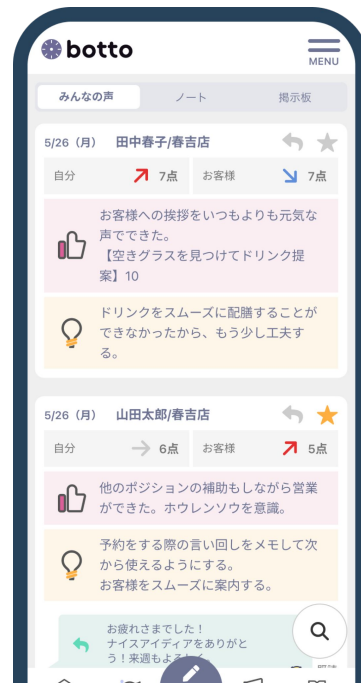 botto
MENU
みんなの声
ノート
掲示板
5/26（月） 田中春子/春吉店
自分 7点 お客様 7点
お客様への挨拶をいつもよりも元気な
声でできた。
【空きグラスを見つけてドリンク提
案】10
ドリンクをスムーズに配膳することが
できなかったから、もう少し工夫す
る。
5/26（月） 山田太郎/春吉店
自分 6点 お客様 5点
他のポジションの補助もしながら営業
ができた。ホウレンソウを意識。
予約をする際の言い回しをメモして次
から使えるようにする。
お客様をスムーズに案内する。
お疲れさまでした！
ナイスアイディアをありがと
う！来週もよろ